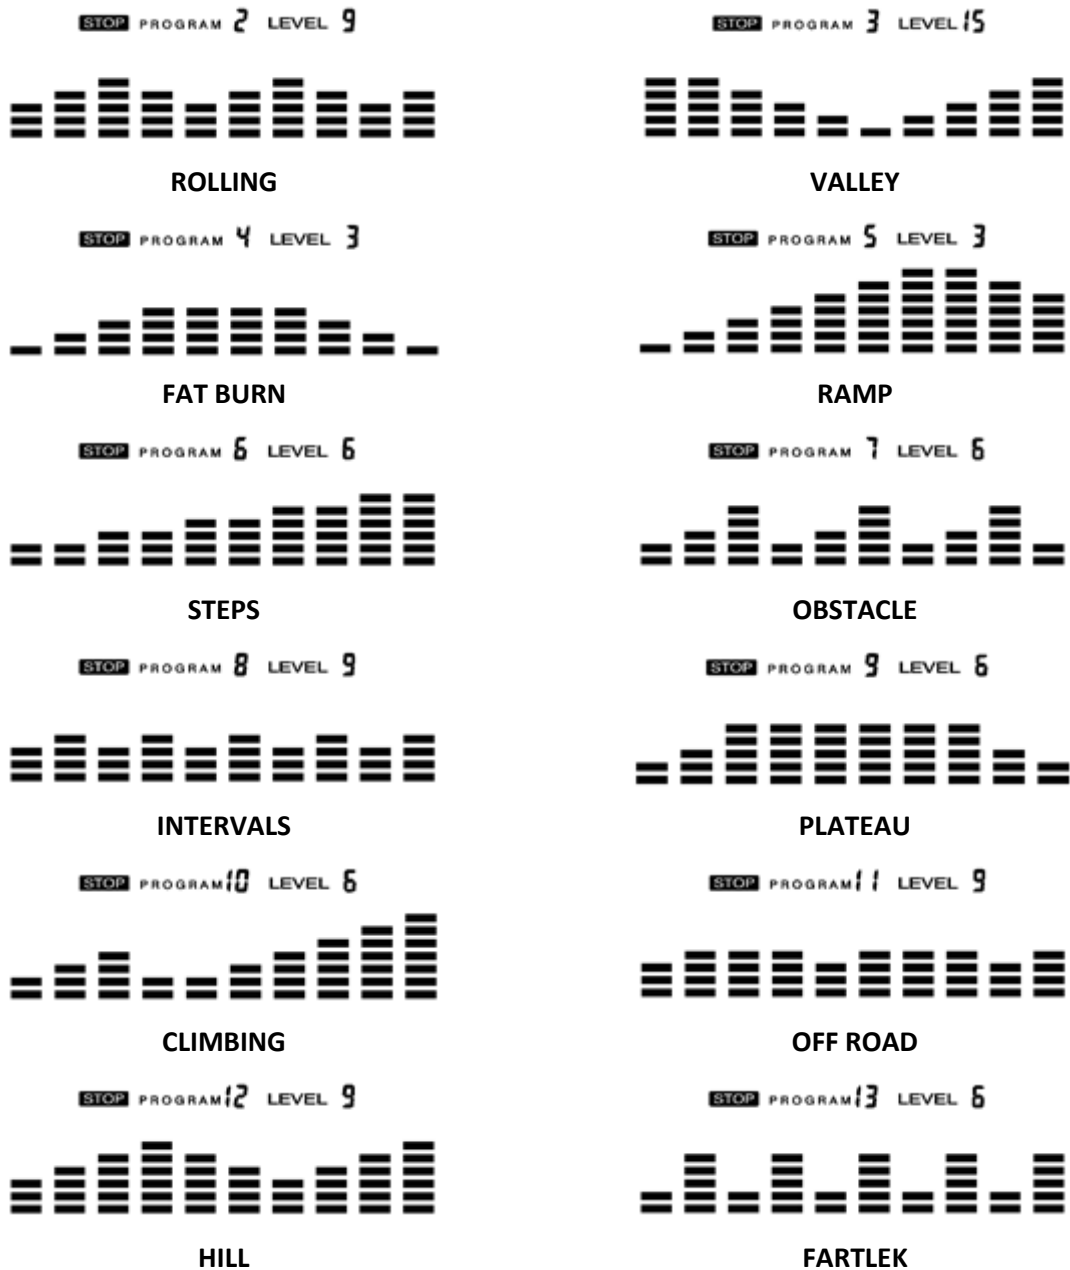 STOP PROGRAM 2 LEVEL 9
STOP PROGRAM 3 LEVEL 15
ROLLING
VALLEY
STOP PROGRAM 4 LEVEL 3
STOP PROGRAM 5 LEVEL 3
FAT BURN
RAMP
STOP PROGRAM 6 LEVEL 6
STOP PROGRAM 7 LEVEL 6
STEPS
OBSTACLE
STOP PROGRAM 8 LEVEL 9
STOP PROGRAM 9 LEVEL 6
INTERVALS
PLATEAU
STOP PROGRAM 10 LEVEL 6
STOP PROGRAM 11 LEVEL 9
CLIMBING
OFF ROAD
STOP PROGRAM 12 LEVEL 9
STOP PROGRAM 13 LEVEL 6
HILL
FARTLEK